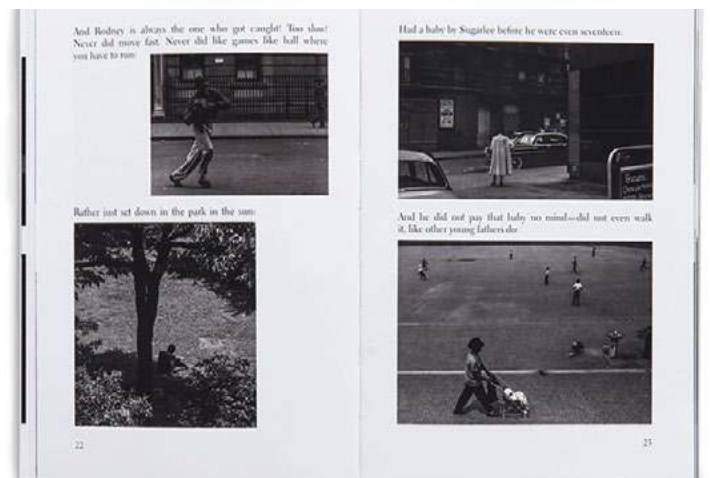 And Rodney is always the one who got caught! Too slow!
Never did move fast. Never did like games like ball where
you have to run:
Rather just set down in the park in the sun:
22
Had a baby by Sugarlee before he were even seventeen.
And he did not pay that baby no mind—did not even walk
it, like other young fathers do
23